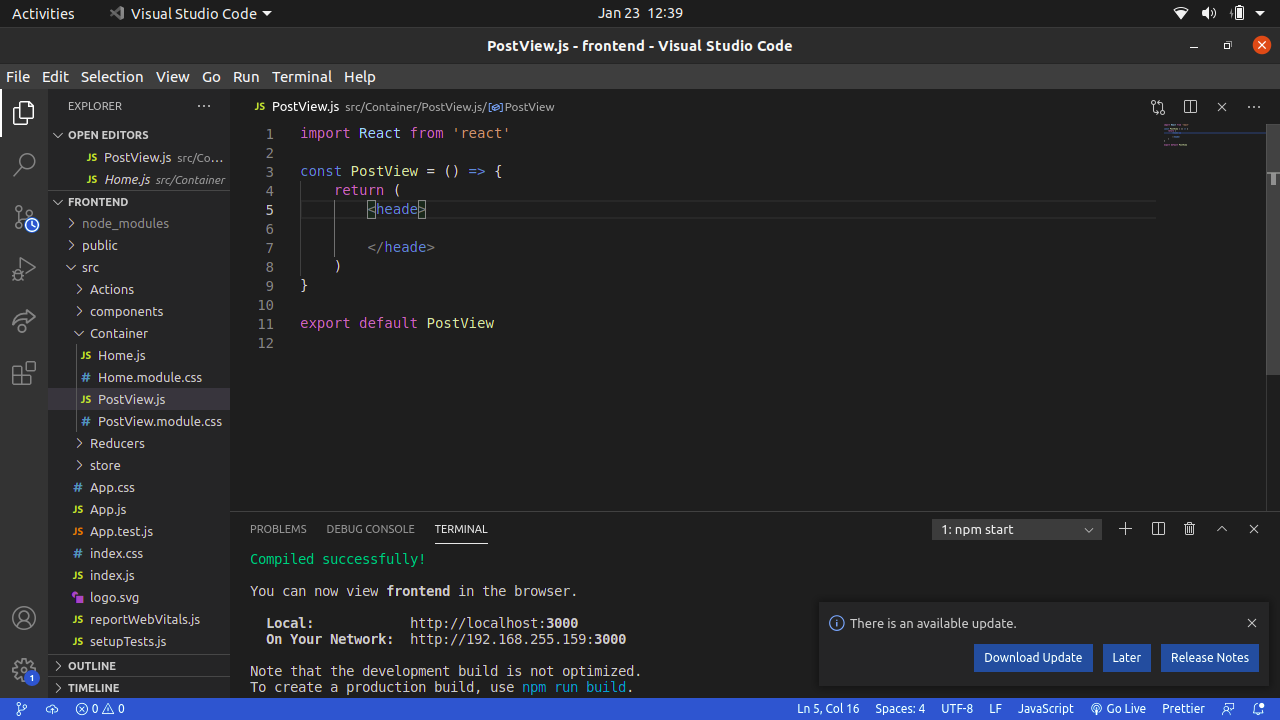 Activities Visual Studio Code Jan 23 12:39
PostView.js - frontend - Visual Studio Code
File Edit Selection View Go Run Terminal Help
EXPLORER
OPEN EDITORS
JS PostView.js src/Co...
JS Home.js src/Container
FRONTEND
node_modules
public
src
Actions
components
Container
JS Home.js
# Home.module.css
JS PostView.js
# PostView.module.css
Reducers
store
# App.css
JS App.js
JS App.test.js
# index.css
JS index.js
logo.svg
JS reportWebVitals.js
JS setupTests.js
OUTLINE
TIMELINE
1
JS PostView.js src/Container/PostView.js/PostView
1 import React from 'react'
2
3 const PostView = () => {
4 return (
5 <heade>
6
7 </heade>
8 )
9 }
10
11 export default PostView
12
PROBLEMS DEBUG CONSOLE TERMINAL 1: npm start
Compiled successfully!
You can now view frontend in the browser.
Local: http://localhost:3000
On Your Network: http://192.168.255.159:3000
Note that the development build is not optimized.
To create a production build, use npm run build.
There is an available update.
Download Update Later Release Notes
0 0 Ln 5, Col 16 Spaces: 4 UTF-8 LF JavaScript Go Live Prettier